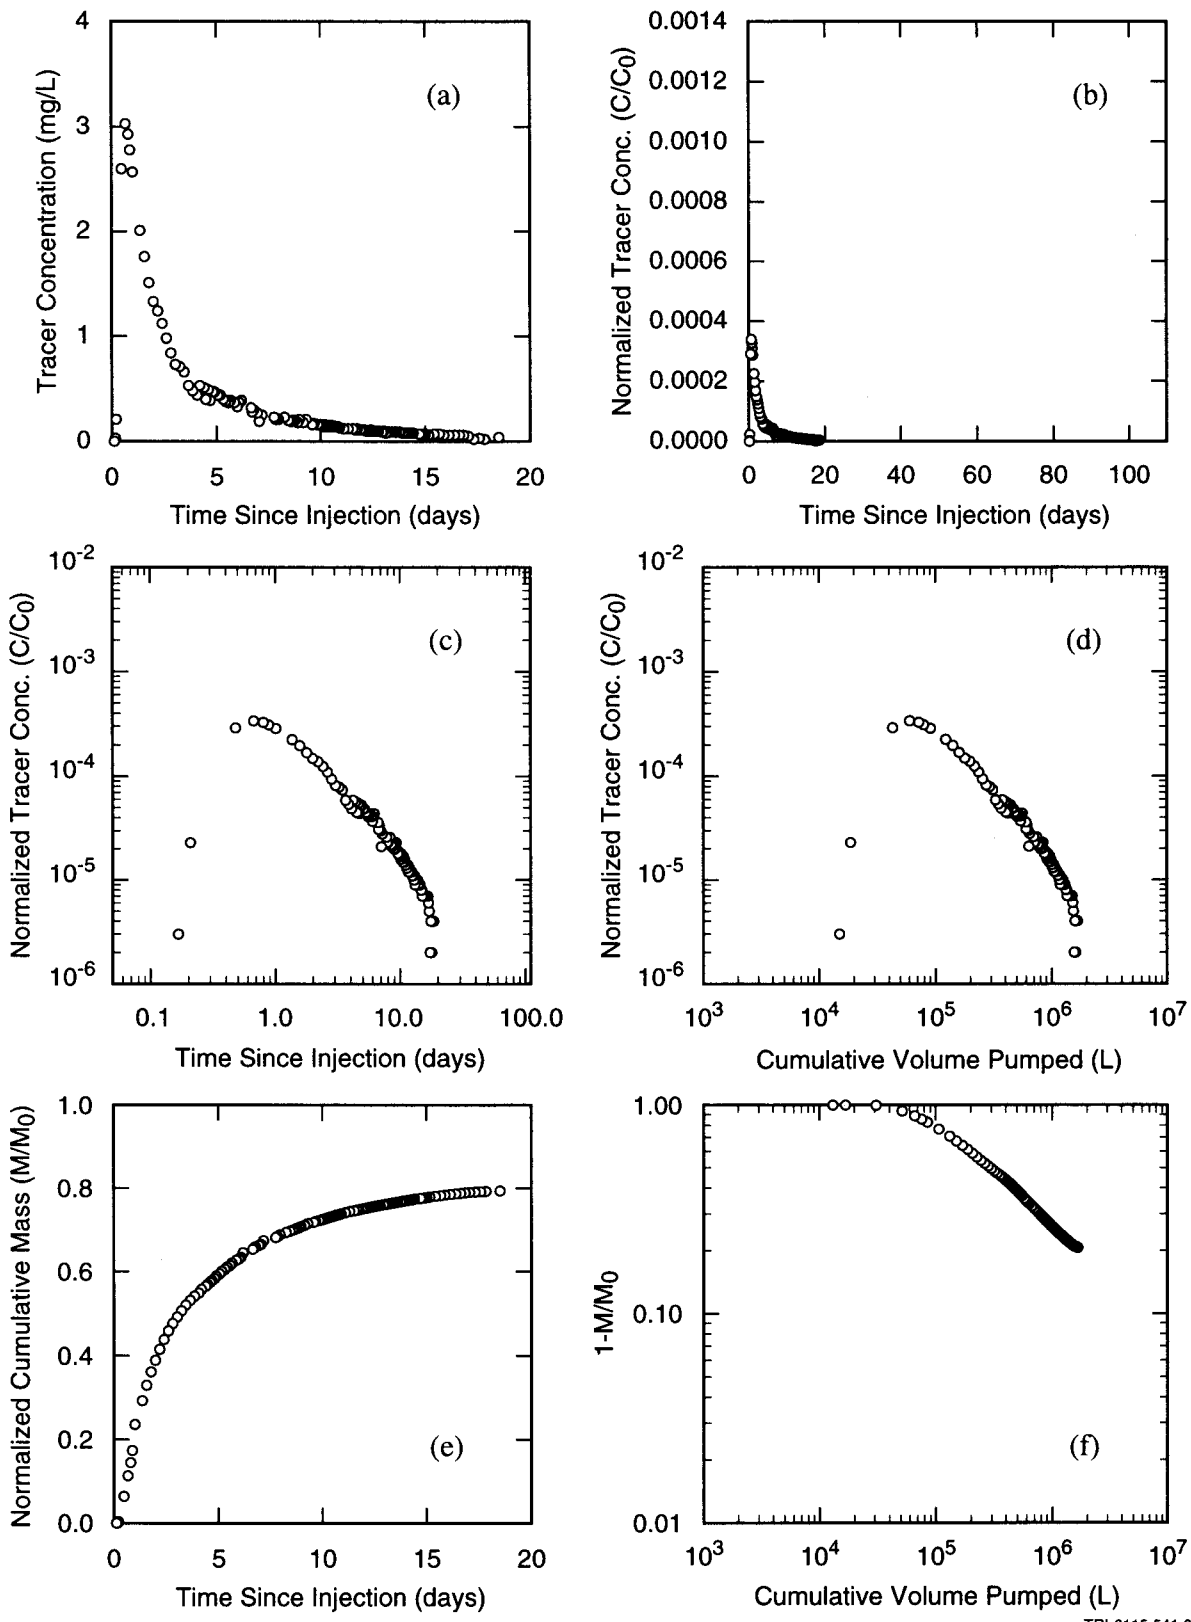 4
3
2
1
0
Tracer Concentration (mg/L)
(a)
0 5 10 15 20
Time Since Injection (days)
0.0014
0.0012
0.0010
0.0008
0.0006
0.0004
0.0002
0.0000
Normalized Tracer Conc. (C/C0)
(b)
0 20 40 60 80 100
Time Since Injection (days)
10-2
10-3
10-4
10-5
10-6
Normalized Tracer Conc. (C/C0)
(c)
0.1 1.0 10.0 100.0
Time Since Injection (days)
10-2
10-3
10-4
10-5
10-6
Normalized Tracer Conc. (C/C0)
(d)
103 104 105 106 107
Cumulative Volume Pumped (L)
1.0
0.8
0.6
0.4
0.2
0.0
Normalized Cumulative Mass (M/M0)
(e)
0 5 10 15 20
Time Since Injection (days)
1.00
0.10
0.01
1-M/M0
(f)
103 104 105 106 107
Cumulative Volume Pumped (L)